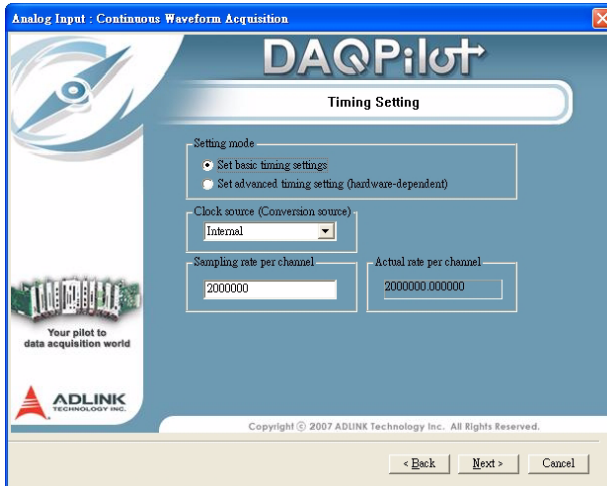 Analog Input : Continuous Waveform Acquisition
DAQPilot
Timing Setting
Setting mode
Set basic timing settings
Set advanced timing setting (hardware-dependent)
Clock source (Conversion source)
Internal
Sampling rate per channel
Actual rate per channel
2000000
2000000.000000
Your pilot to
data acquisition world
ADLINK
TECHNOLOGY INC.
Copyright © 2007 ADLINK Technology Inc. All Rights Reserved.
< Back
Next >
Cancel